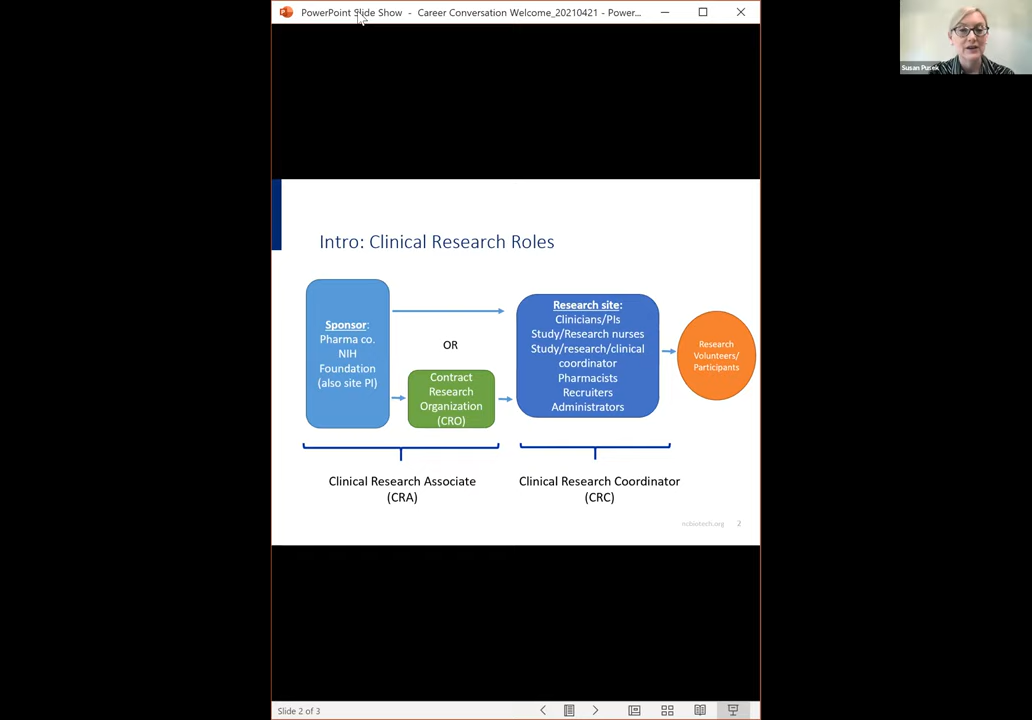 PowerPoint Slide Show - Career Conversation Welcome_20210421 - Power...
Susan Pusek
Intro: Clinical Research Roles
Sponsor:
Pharma co.
NIH
Foundation
(also site PI)
OR
Contract
Research
Organization
(CRO)
Research site:
Clinicians/PIs
Study/Research nurses
Study/research/clinical
coordinator
Pharmacists
Recruiters
Administrators
Research
Volunteers/
Participants
Clinical Research Associate
(CRA)
Clinical Research Coordinator
(CRC)
ncbiotech.org 2
Slide 2 of 3